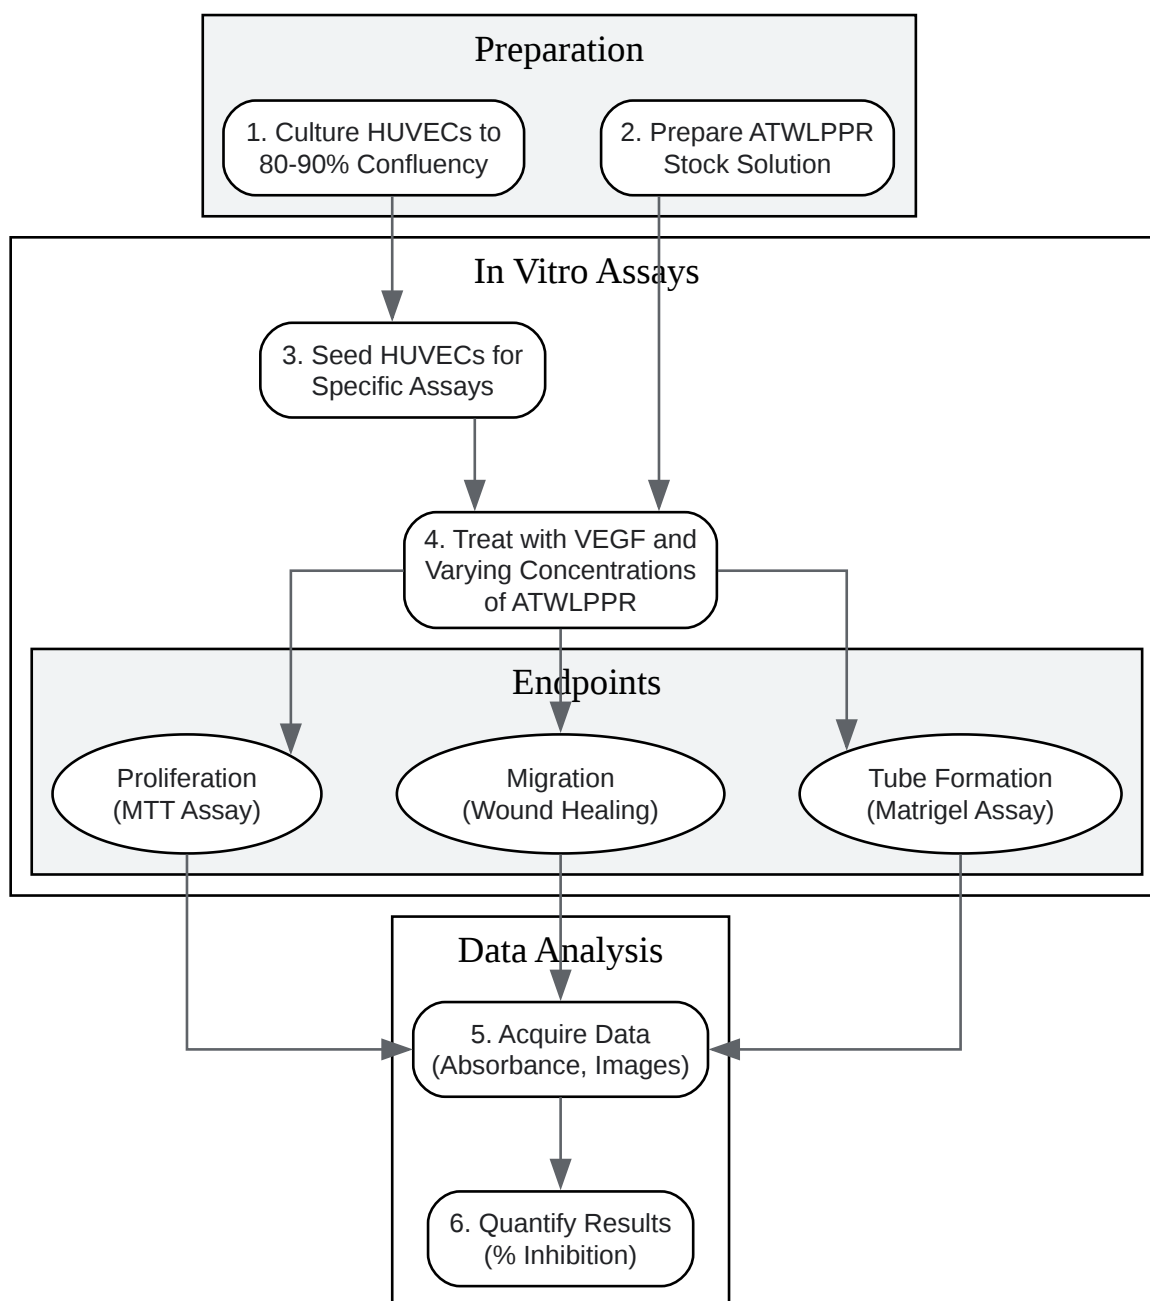 Preparation
1. Culture HUVECs to
80-90% Confluency
2. Prepare ATWLPPR
Stock Solution
In Vitro Assays
3. Seed HUVECs for
Specific Assays
4. Treat with VEGF and
Varying Concentrations
of ATWLPPR
Endpoints
Proliferation
(MTT Assay)
Migration
(Wound Healing)
Tube Formation
(Matrigel Assay)
Data Analysis
5. Acquire Data
(Absorbance, Images)
6. Quantify Results
(% Inhibition)